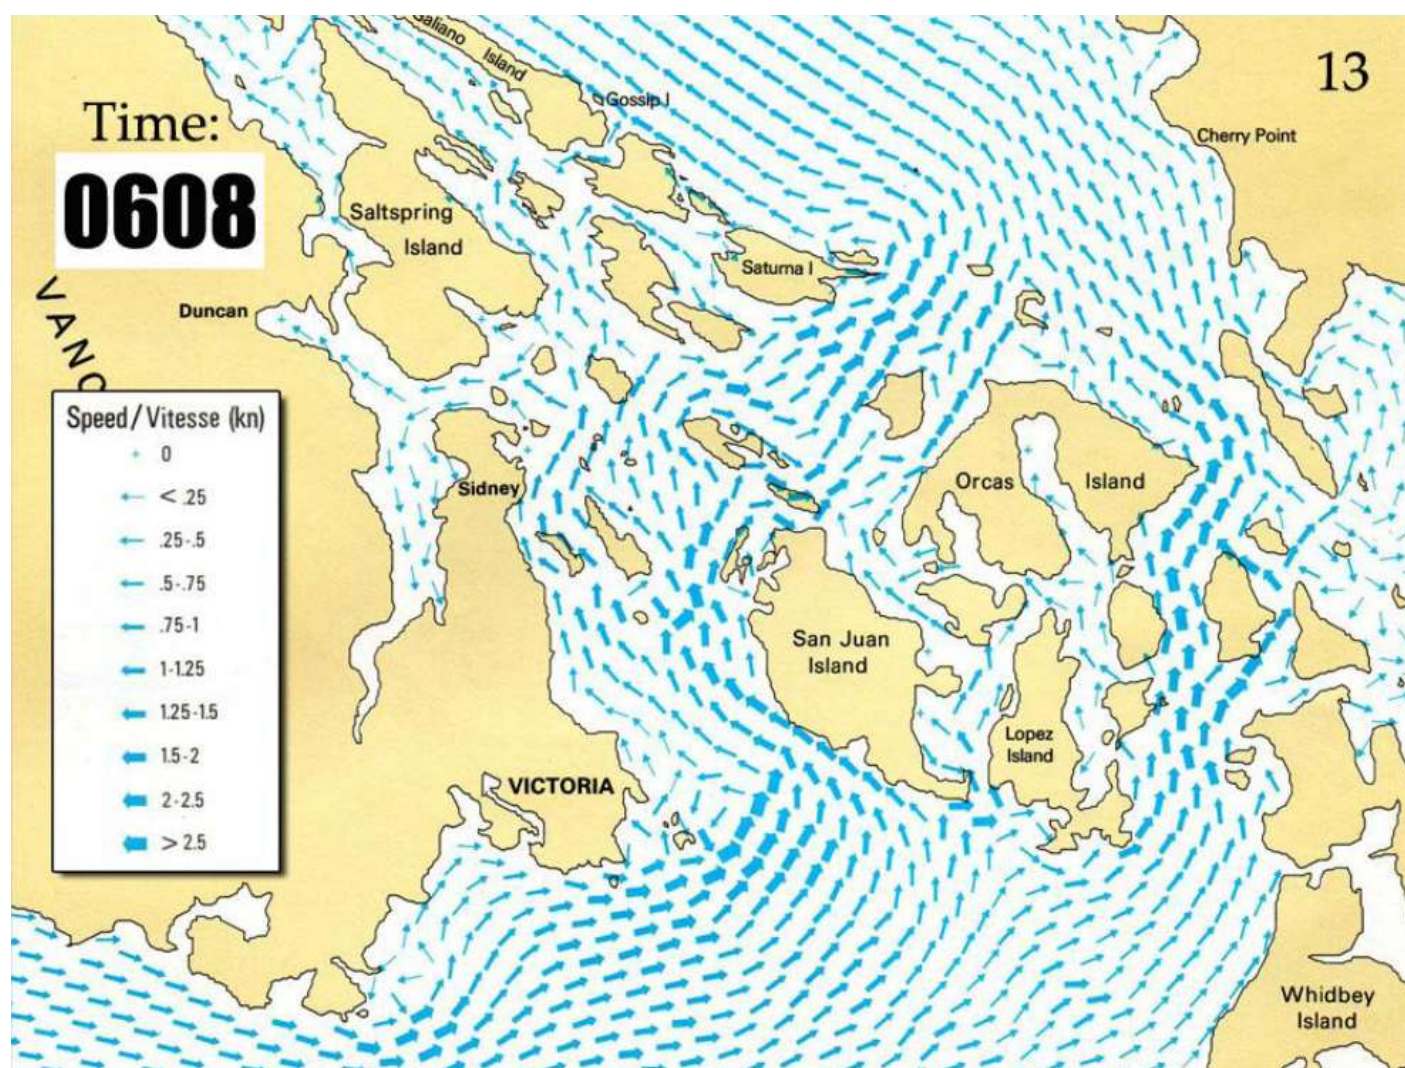 Galiano Island
13
Gossip I
Time:
Cherry Point
0608
Saltspring
Island
Saturna I
Duncan
VANC
Speed/Vitesse (kn)
0
< .25
.25-.5
.5-.75
.75-1
1-1.25
1.25-1.5
1.5-2
2-2.5
> 2.5
Sidney
Orcas Island
San Juan
Island
Lopez
Island
VICTORIA
Whidbey
Island